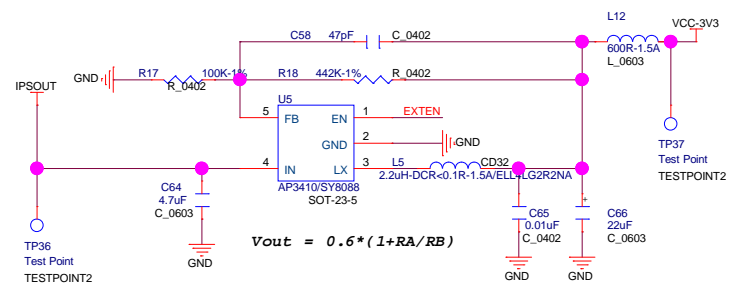 L12
VCC-3V3
C58 47pF C_0402
600R-1.5A
L_0603
GND
R17 100K-1% R18 442K-1% R_0402
R_0402
IPSOUT
U5
5 FB EN 1 EXTEN
GND 2 GND
TP37
Test Point
TESTPOINT2
4 IN LX 3 L5 CD32
2.2uH-DCR<0.1R-1.5A/ELL4LG2R2NA
AP3410/SY8088
SOT-23-5
C64
4.7uF
C_0603
C65
0.01uF
C_0402
+
C66
22uF
C_0603
TP36
Test Point
TESTPOINT2
Vout = 0.6*(1+RA/RB)
GND
GND
GND